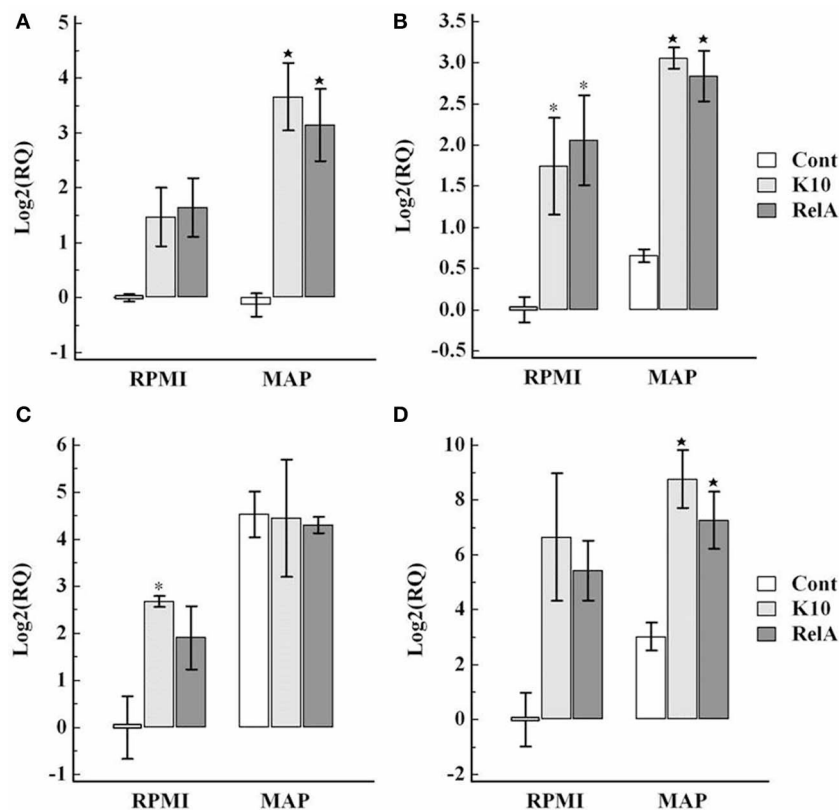 A
B
Log2(RQ)
5
4
3
2
1
0
-1
★
★
RPMI
MAP
Log2(RQ)
3.5
3.0
2.5
2.0
1.5
1.0
0.5
0.0
-0.5
*
*
★
★
RPMI
MAP
Cont
K10
RelA
C
D
Log2(RQ)
6
5
4
3
2
1
0
-1
*
RPMI
MAP
Log2(RQ)
10
8
6
4
2
0
-2
★
★
RPMI
MAP
Cont
K10
RelA